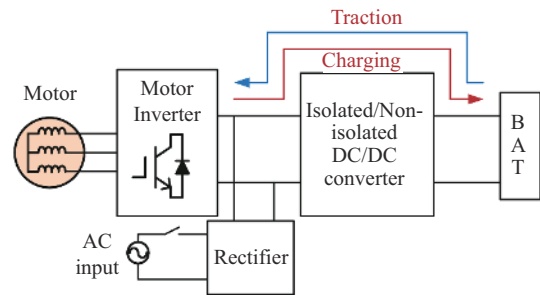 Traction
Charging
Motor
Motor
Inverter
Isolated/Non-
isolated
DC/DC
converter
B
A
T
AC
input
Rectifier